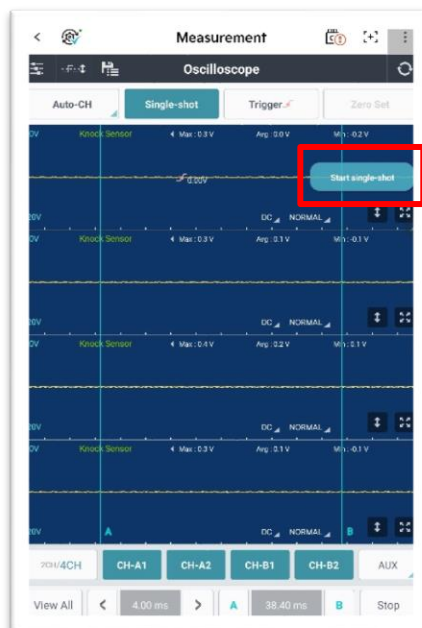 Measurement
Oscilloscope
Auto-CH Single-shot Trigger Zero Set
Knock Sensor Max : 0.3 V Avg : 0.0 V Min : -0.2 V
0.00V Start single-shot
DC NORMAL
Knock Sensor Max : 0.3 V Avg : 0.1 V Min : -0.1 V
DC NORMAL
Knock Sensor Max : 0.4 V Avg : 0.2 V Min : 0.1 V
DC NORMAL
Knock Sensor Max : 0.3 V Avg : 0.1 V Min : -0.1 V
A DC NORMAL B
2CH/4CH CH-A1 CH-A2 CH-B1 CH-B2 AUX
View All < 4.00 ms > A 38.40 ms B Stop